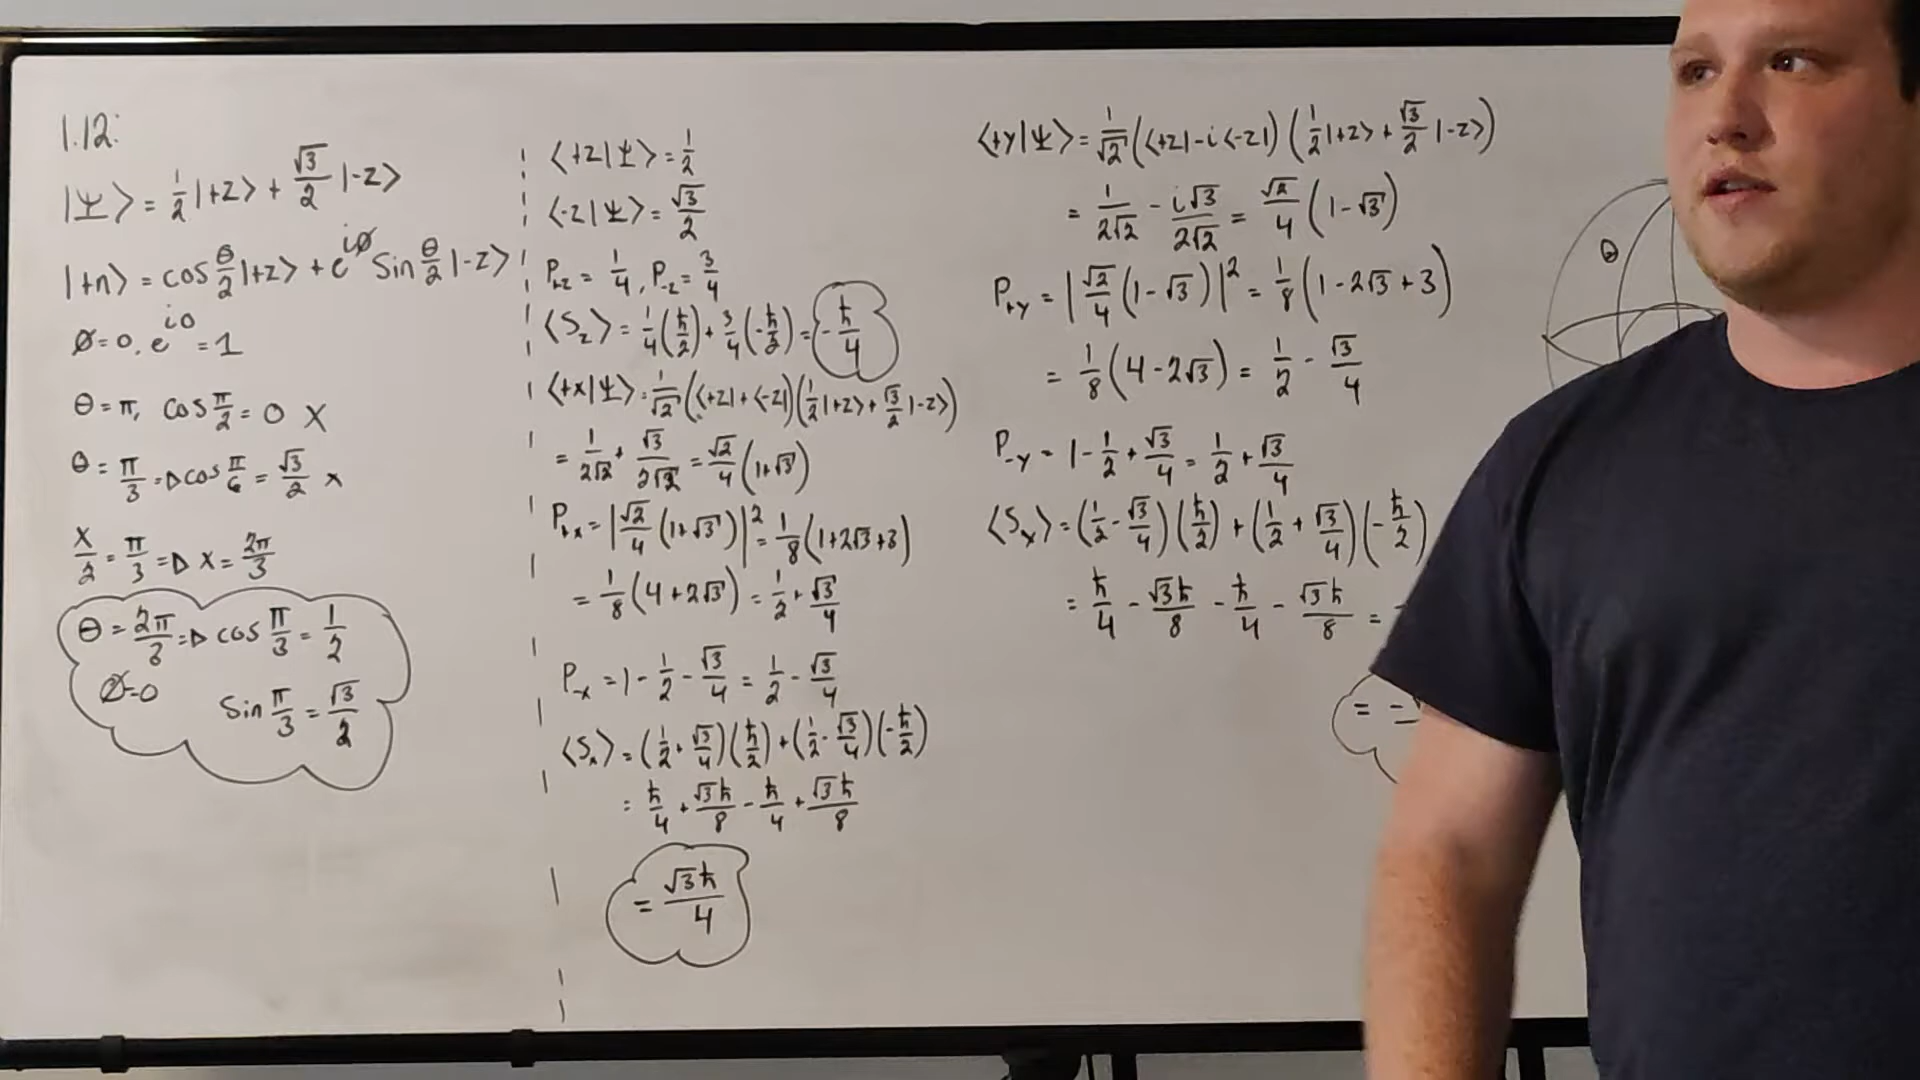 1.12:
|Ψ⟩ = 1/2 |+z⟩ + √3/2 |-z⟩
|+n⟩ = cos θ/2 |+z⟩ + e^{iø} sin θ/2 |-z⟩
ø=0, e^{i0} = 1
θ = π, cos π/2 = 0 X
θ = π/3 ⇒ cos π/6 = √3/2 x
x/2 = π/3 ⇒ x = 2π/3
θ = 2π/3 ⇒ cos π/3 = 1/2
ø=0 Sin π/3 = √3/2
⟨+z|Ψ⟩ = 1/2
⟨-z|Ψ⟩ = √3/2
P+z = 1/4, P-z = 3/4
⟨Sz⟩ = 1/4 (ħ/2) + 3/4 (-ħ/2) = -ħ/4
⟨+x|Ψ⟩ = 1/√2 (⟨+z| + ⟨-z|) (1/2 |+z⟩ + √3/2 |-z⟩)
= 1/2√2 + √3/2√2 = √2/4 (1+√3)
P+x = |√2/4 (1+√3)|² = 1/8 (1+2√3+3)
= 1/8 (4+2√3) = 1/2 + √3/4
P-x = 1 - 1/2 - √3/4 = 1/2 - √3/4
⟨Sx⟩ = (1/2 + √3/4)(ħ/2) + (1/2 - √3/4)(-ħ/2)
= ħ/4 + √3ħ/8 - ħ/4 + √3ħ/8
= √3ħ/4
⟨+y|Ψ⟩ = 1/√2 (⟨+z| - i⟨-z|) (1/2 |+z⟩ + √3/2 |-z⟩)
= 1/2√2 - i√3/2√2 = √2/4 (1-√3)
P+y = |√2/4 (1-√3)|² = 1/8 (1-2√3+3)
= 1/8 (4-2√3) = 1/2 - √3/4
P-y = 1 - 1/2 + √3/4 = 1/2 + √3/4
⟨Sy⟩ = (1/2 - √3/4)(ħ/2) + (1/2 + √3/4)(-ħ/2)
= ħ/4 - √3ħ/8 - ħ/4 - √3ħ/8 =
= -
θ